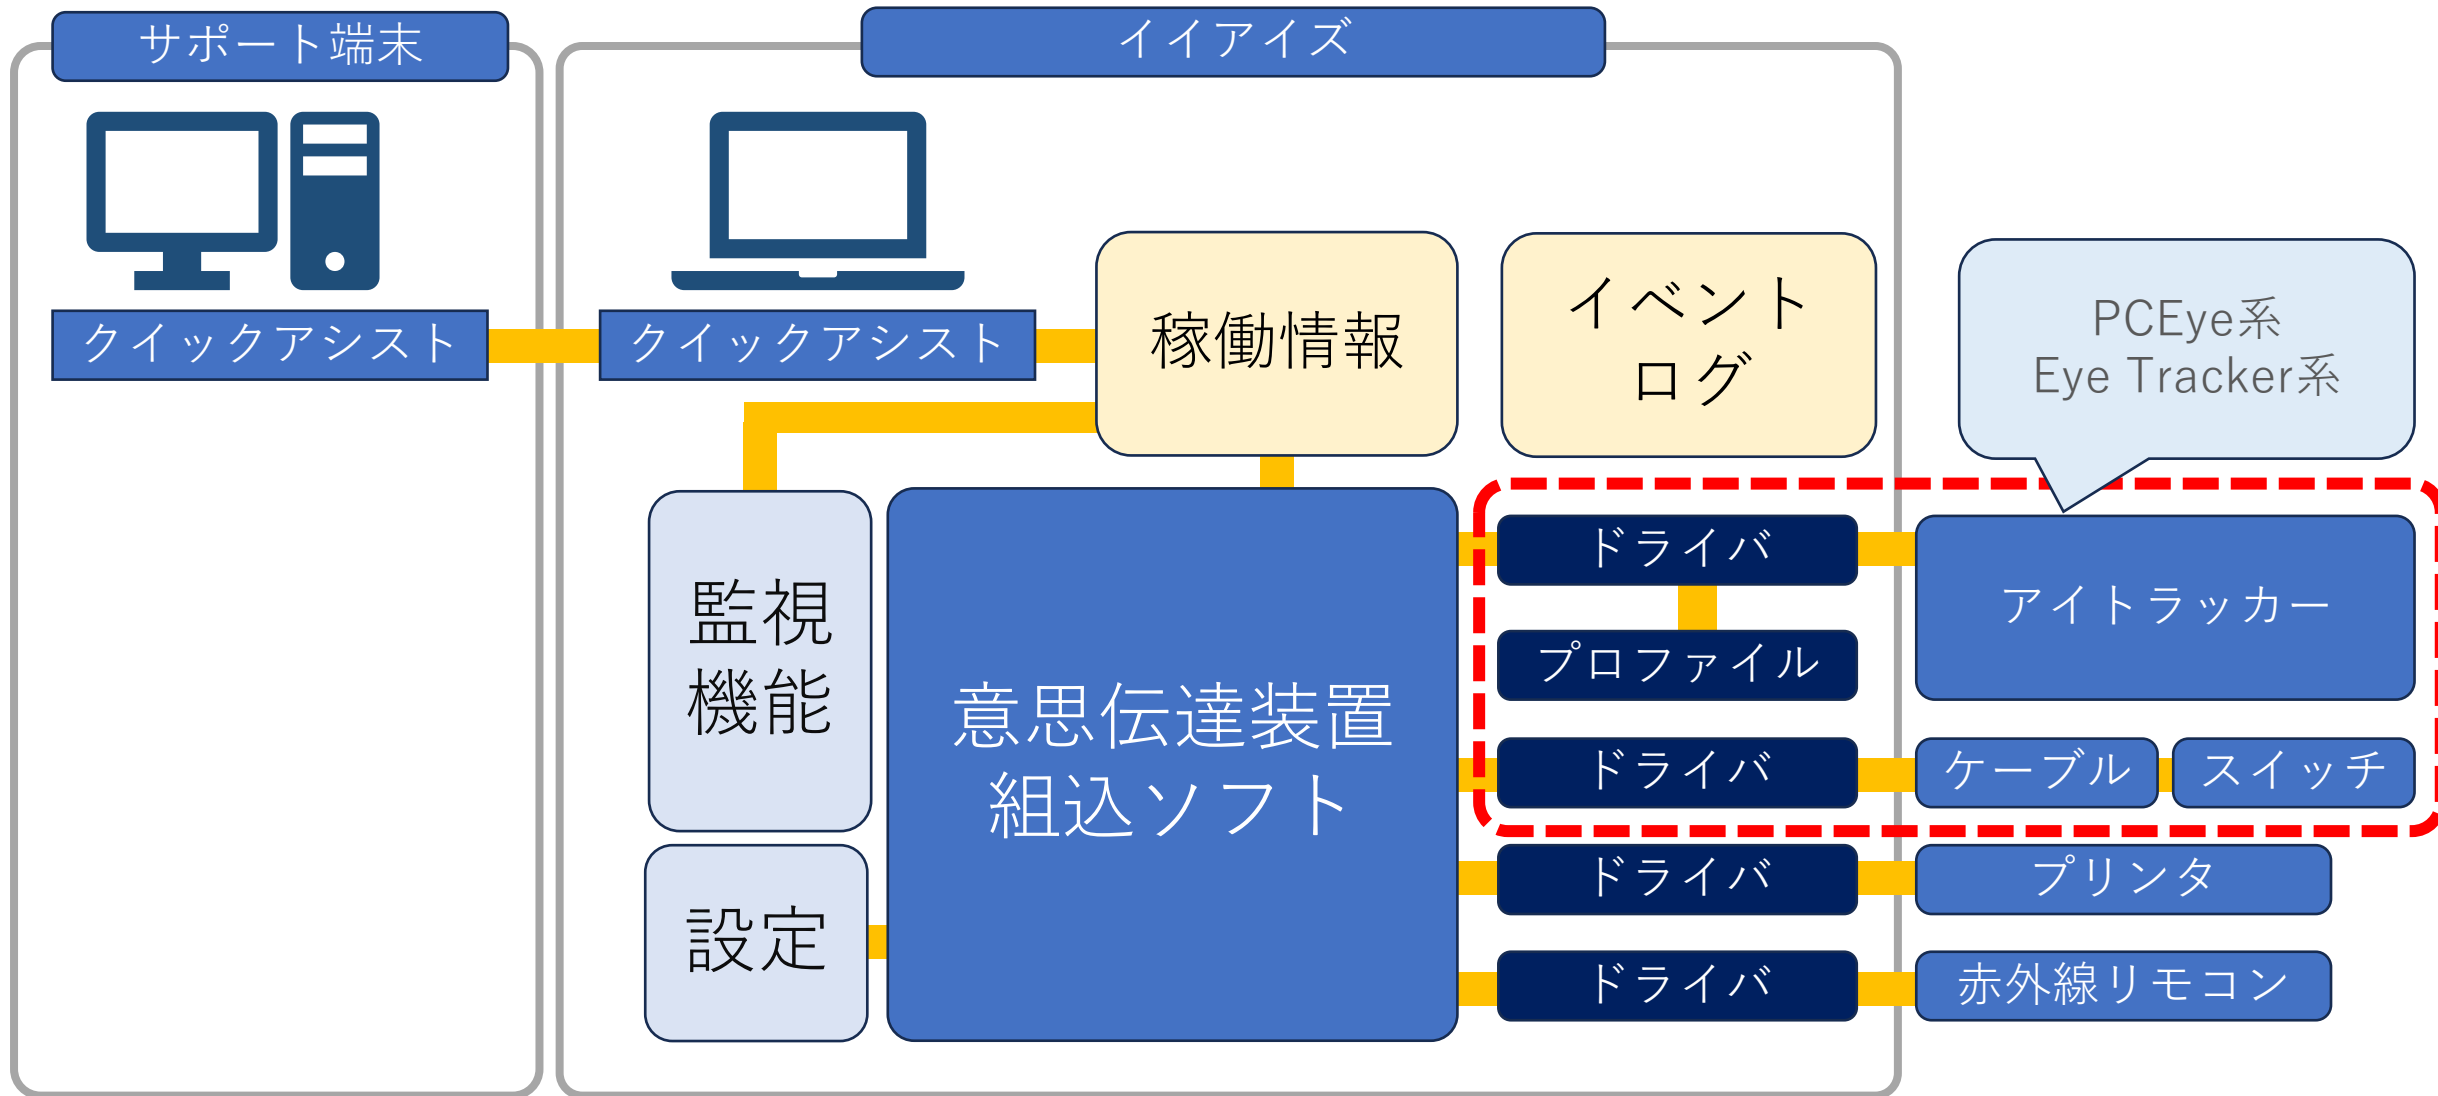 サポート端末
イイアイズ
クイックアシスト
クイックアシスト
稼働情報
イベント
ログ
PCEye系
Eye Tracker系
監視
機能
設定
意思伝達装置
組込ソフト
ドライバ
アイトラッカー
プロファイル
ドライバ
ケーブル
スイッチ
ドライバ
プリンタ
ドライバ
赤外線リモコン